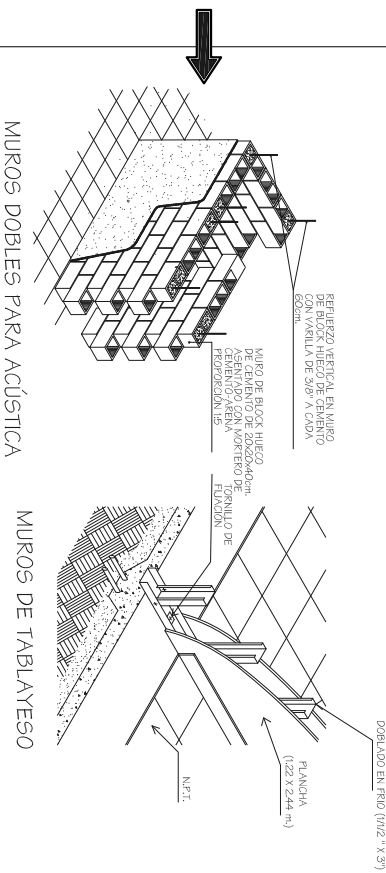 REFUERZO VERTICAL EN MURO
DE BLOCK HUECO DE CEMENTO
CON VARILLA DE 3/8" A CADA
60cm.
MURO DE BLOCK HUECO
DE CEMENTO DE 20x20x40cm.
ASENTADO CON MORTERO DE
CEMENTO-ARENA
PROPORCIÓN 1:5
MUROS DOBLES PARA ACÚSTICA
DOBLADO EN FRIO (1/1/2 " X 3")
PLANCHA
(1.22 X 2.44 m.)
N.P.T.
TORNILLO DE
FIJACIÓN
MUROS DE TABLAYESO